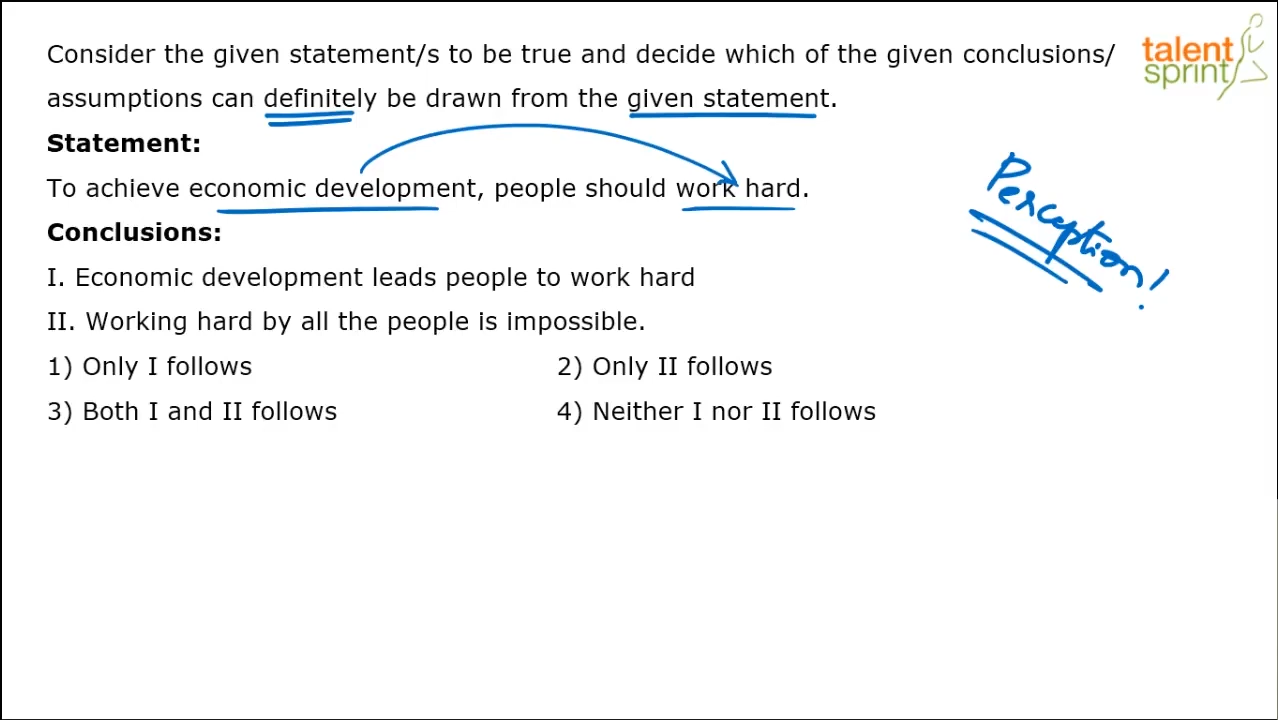 Consider the given statement/s to be true and decide which of the given conclusions/
talent
sprint
assumptions can definitely be drawn from the given statement.
Statement:
To achieve economic development, people should work hard.
Perception!
Conclusions:
I. Economic development leads people to work hard
II. Working hard by all the people is impossible.
1) Only I follows
2) Only II follows
3) Both I and II follows
4) Neither I nor II follows